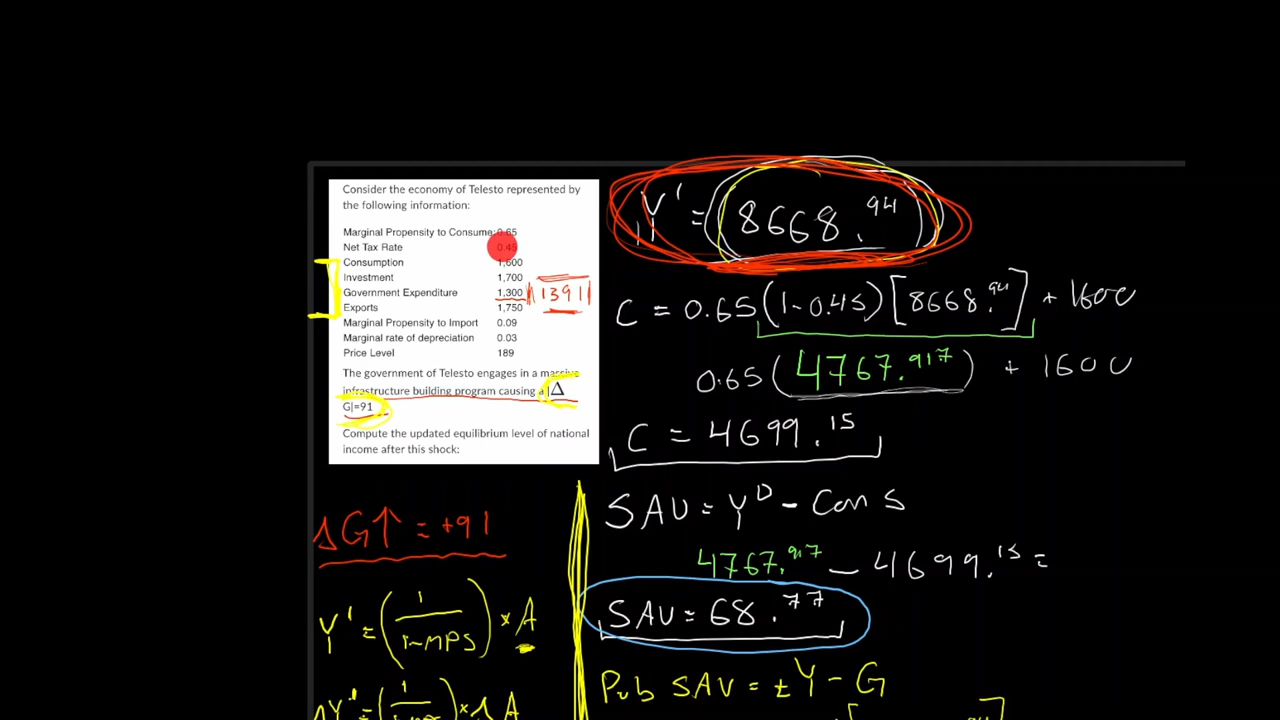 Consider the economy of Telesto represented by
the following information:
Marginal Propensity to Consume: 0.65
Net Tax Rate 0.45
Consumption 1,600
Investment 1,700
Government Expenditure 1,300 1391
Exports 1,750
Marginal Propensity to Import 0.09
Marginal rate of depreciation 0.03
Price Level 189
The government of Telesto engages in a massive
infrastructure building program causing a |Δ
G|=91
Compute the updated equilibrium level of national
income after this shock:
ΔG↑ = +91
Y' = (1/1-MPS) × A
Y' = 8668.94
C = 0.65(1-0.45)[8668.94] + 1600
0.65(4767.917) + 1600
C = 4699.15
SAV = Y^D - Cons
4767.917 - 4699.15 =
SAV = 68.77
Pub SAV = tY - G